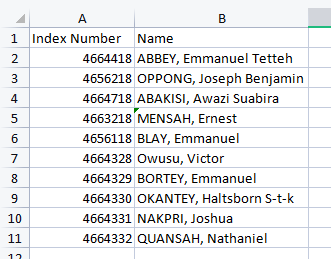 A B
1 Index Number Name
2 4664418 ABBEY, Emmanuel Tetteh
3 4656218 OPPONG, Joseph Benjamin
4 4664718 ABAKISI, Awazi Suabira
5 4663218 MENSAH, Ernest
6 4656118 BLAY, Emmanuel
7 4664328 Owusu, Victor
8 4664329 BORTEY, Emmanuel
9 4664330 OKANTEY, Haltsborn S-t-k
10 4664331 NAKPRI, Joshua
11 4664332 QUANSAH, Nathaniel